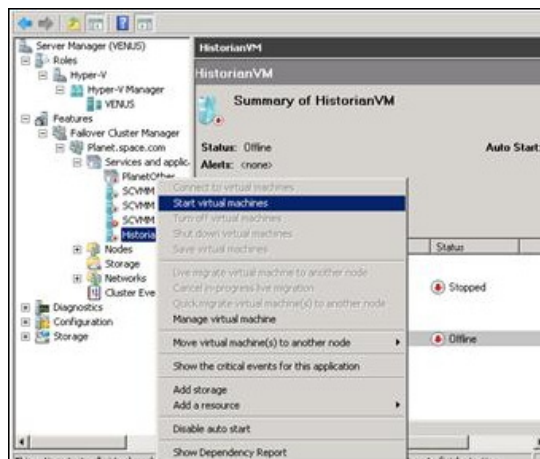 Server Manager (VENUS)
Roles
Hyper-V
Hyper-V Manager
VENUS
Features
Failover Cluster Manager
Planet.space.com
Services and applic
PlanetOther
SCVMM
SCVMM
SCVMM
Historia
Nodes
Storage
Networks
Cluster Eve
Diagnostics
Configuration
Storage
HistorianVM
HistorianVM
Summary of HistorianVM
Status: Offline
Auto Start:
Alerts: <none>
Status
Stopped
Offline
Connect to virtual machines
Start virtual machines
Turn off virtual machines
Shut down virtual machines
Save virtual machines
Live migrate virtual machine to another node
Cancel in-progress live migration
Quick migrate virtual machine(s) to another node
Manage virtual machine
Move virtual machine(s) to another node
Show the critical events for this application
Add storage
Add a resource
Disable auto start
Show Dependency Report